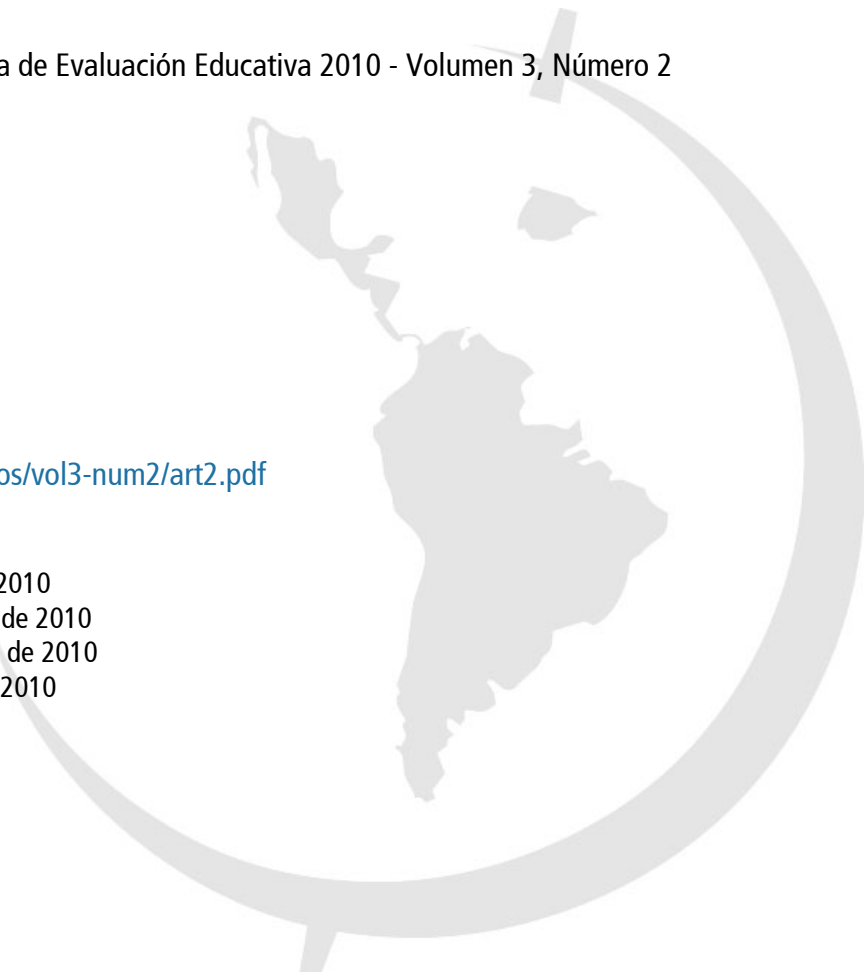 a de Evaluación Educativa 2010 - Volumen 3, Número 2
os/vol3-num2/art2.pdf
2010
de 2010
de 2010
2010